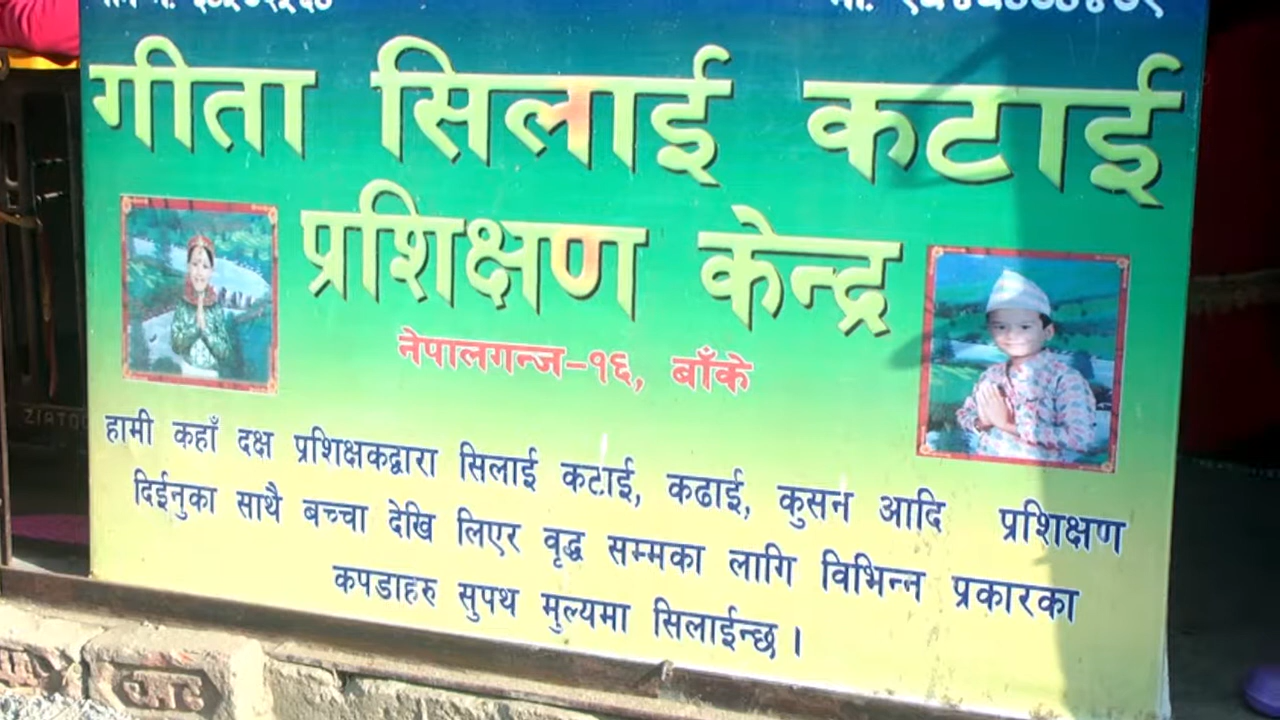 गीता सिलाई कटाई
प्रशिक्षण केन्द्र
नेपालगन्ज-१६, बाँके
हामी कहाँ दक्ष प्रशिक्षकद्वारा सिलाई कटाई, कढाई, कुसन आदि प्रशिक्षण
दिईनुका साथै बच्चा देखि लिएर वृद्ध सम्मका लागि विभिन्न प्रकारका
कपडाहरु सुपथ मुल्यमा सिलाईन्छ ।